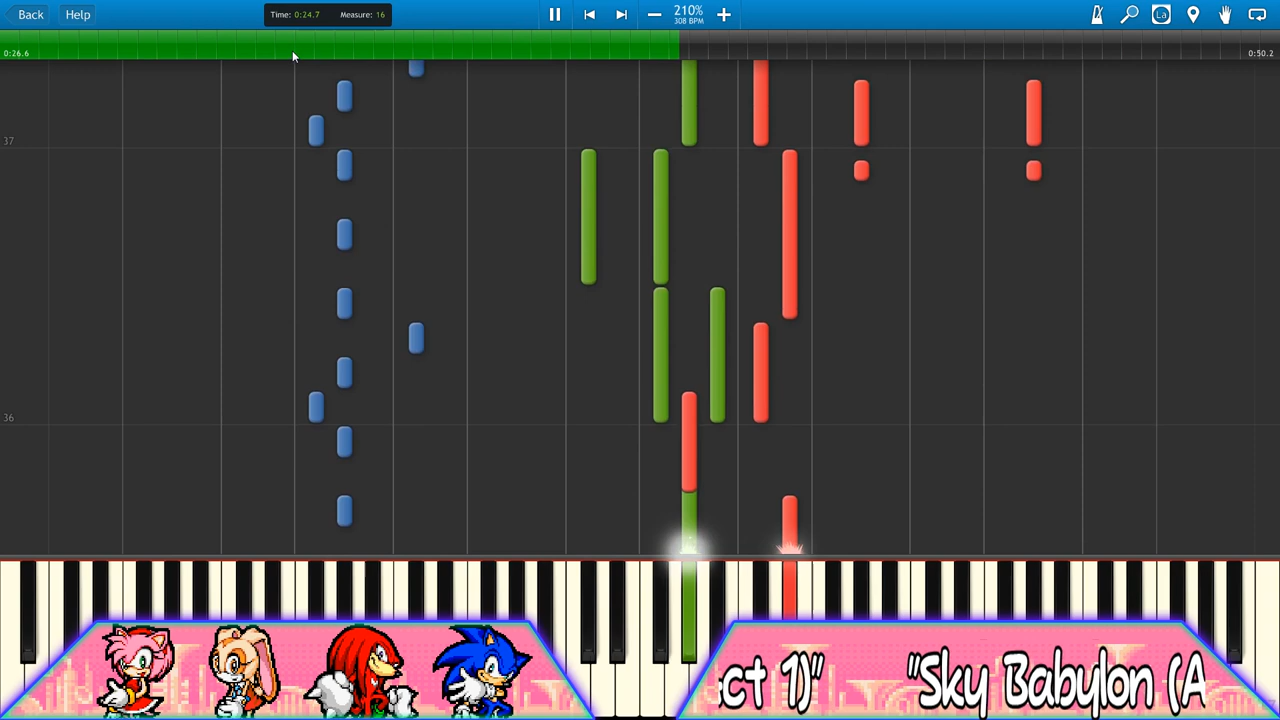 Back
Help
Time: 0:24.7
Measure: 16
210%
308 BPM
La
0:26.6
0:50.2
37
36
ct 1)"
"Sky Babylon (A